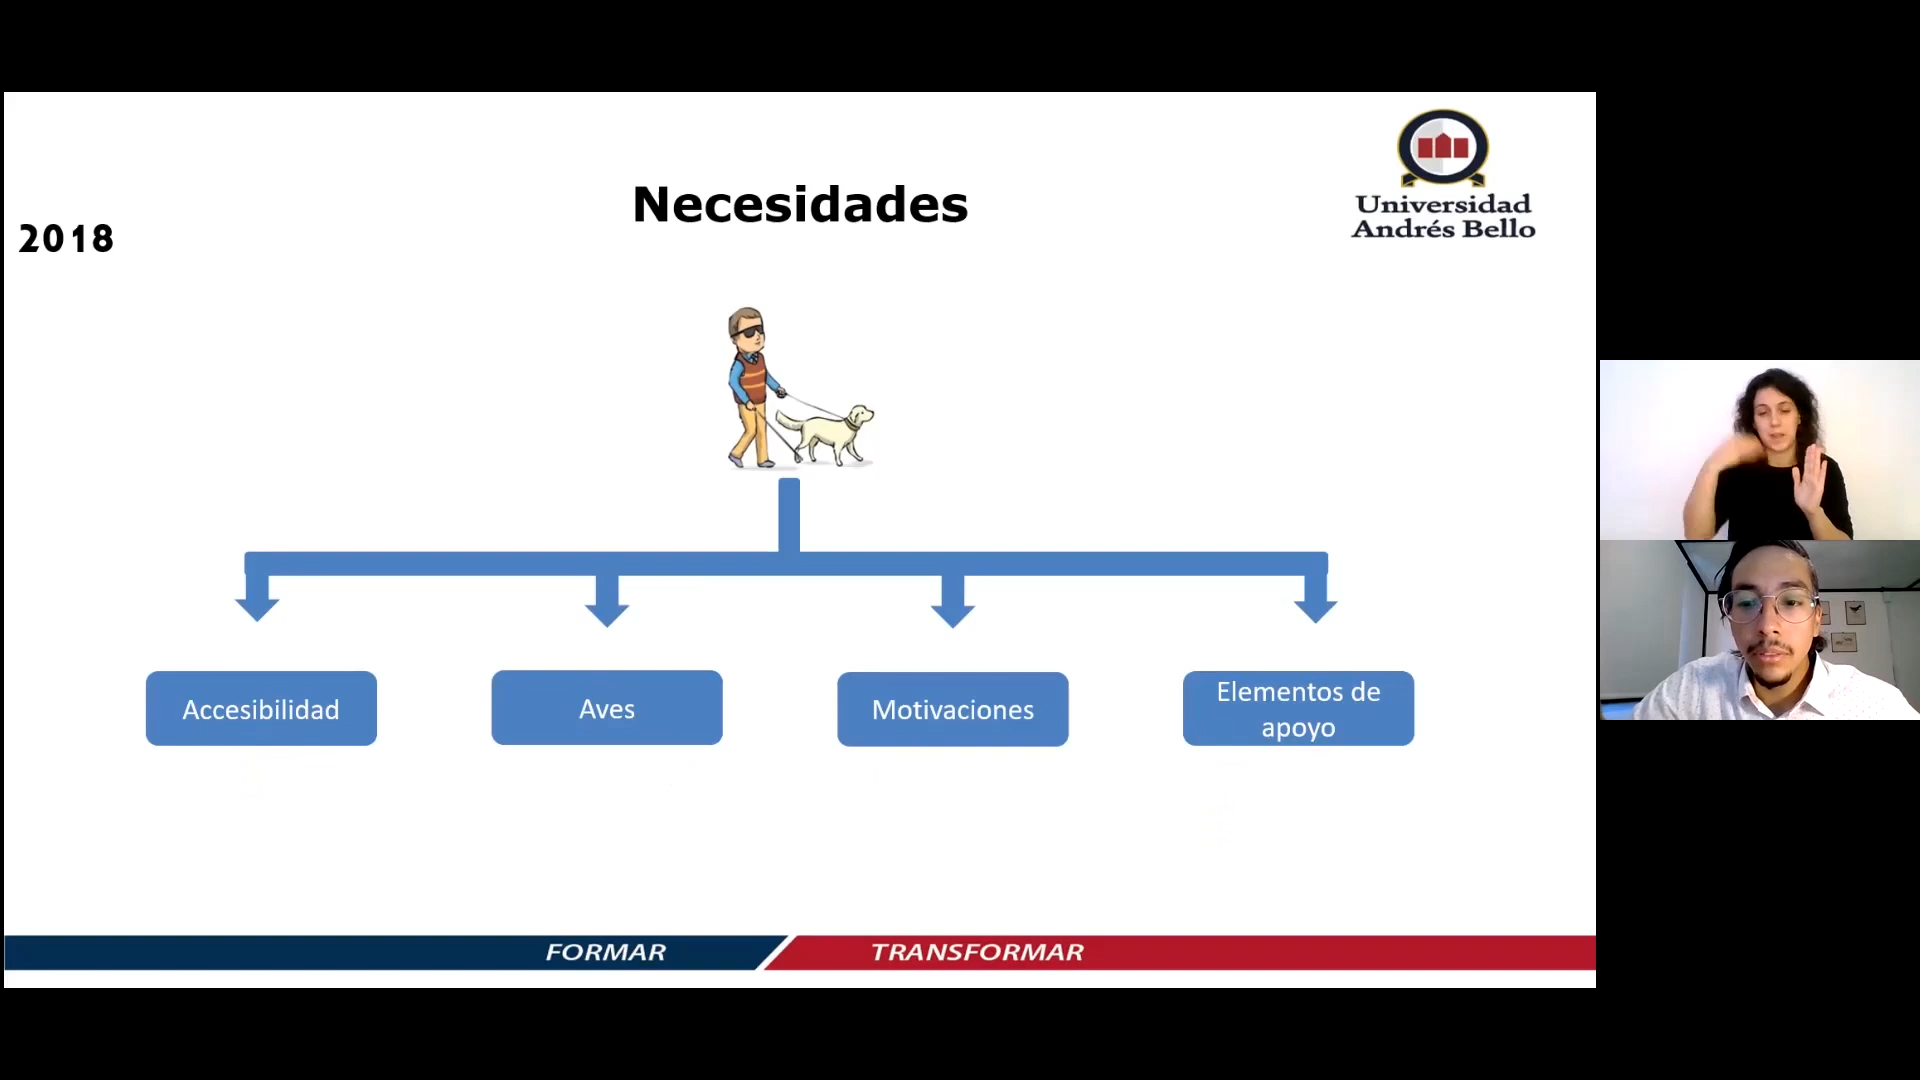 Necesidades
Universidad
Andrés Bello
2018
Accesibilidad
Aves
Motivaciones
Elementos de
apoyo
FORMAR
TRANSFORMAR